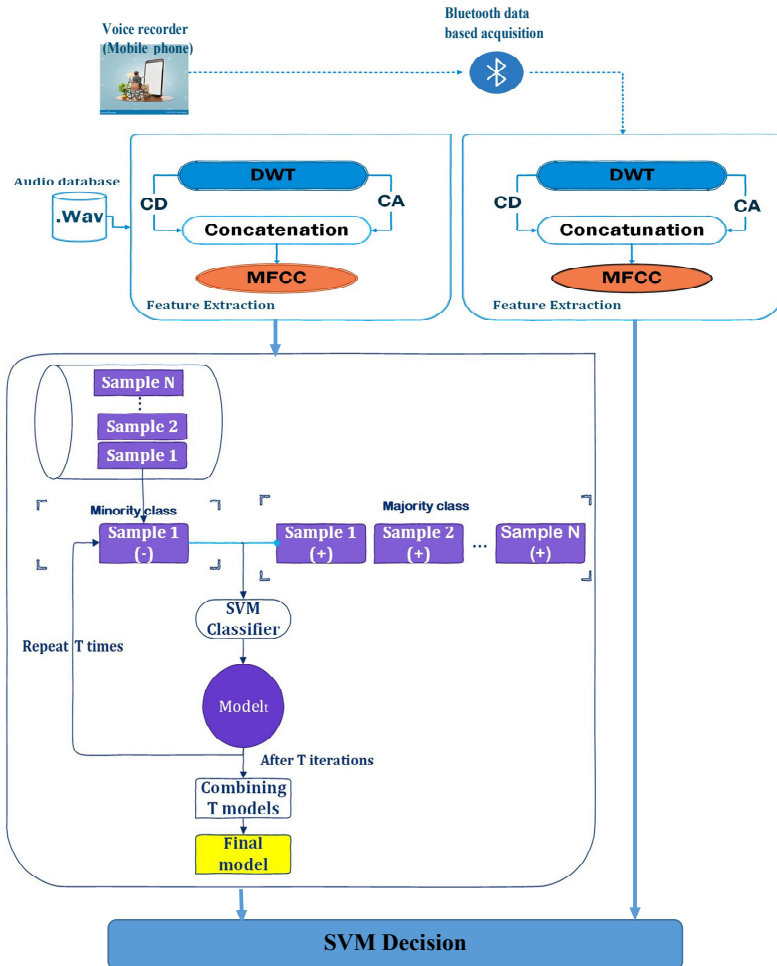 Voice recorder
(Mobile phone)
Bluetooth data
based acquisition
Audio database
.Wav
DWT
CD
CA
Concatenation
MFCC
Feature Extraction
DWT
CD
CA
Concatunation
MFCC
Feature Extraction
Sample N
Sample 2
Sample 1
Minority class
Majority class
Sample 1
(-)
Sample 1
(+)
Sample 2
(+)
...
Sample N
(+)
SVM
Classifier
Repeat T times
Modelt
After T iterations
Combining
T models
Final
model
SVM Decision